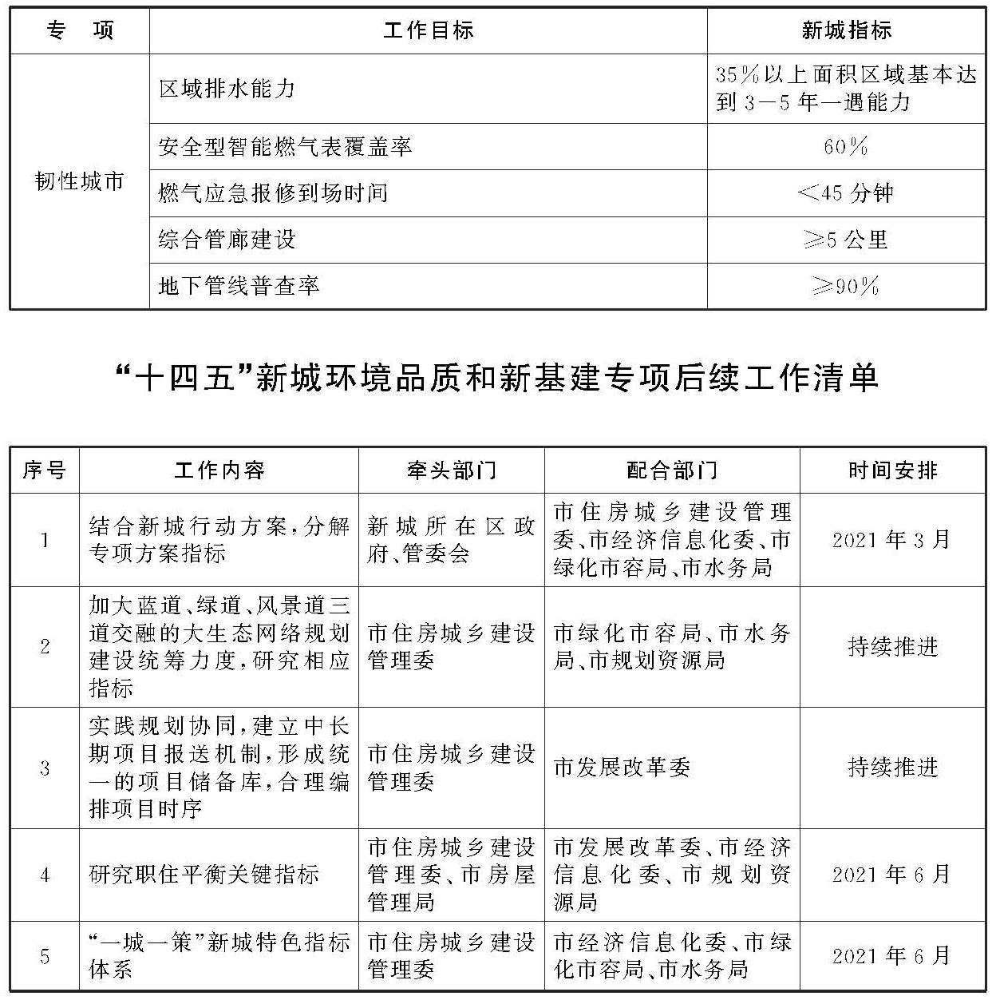 专 项 工作目标 新城指标
韧性城市
区域排水能力
35%以上面积区域基本达
到3—5年一遇能力
安全型智能燃气表覆盖率 60%
燃气应急报修到场时间 <45分钟
综合管廊建设 ≥5公里
地下管线普查率 ≥90%
“十四五”新城环境品质和新基建专项后续工作清单
序号 工作内容 牵头部门 配合部门 时间安排
1
结合新城行动方案,分解
专项方案指标
新城所在区政
府、管委会
市住房城乡建设管理
委、市经济信息化委、市
绿化市容局、市水务局
2021年3月
2
加大蓝道、绿道、风景道三
道交融的大生态网络规划
建设统筹力度,研究相应
指标
市住房城乡建设
管理委
市绿化市容局、市水务
局、市规划资源局
持续推进
3
实践规划协同,建立中长
期项目报送机制,形成统
一的项目储备库,合理编
排项目时序
市住房城乡建设
管理委
市发展改革委
持续推进
4
研究职住平衡关键指标
市住房城乡建设
管理委、市房屋
管理局
市发展改革委、市经济
信息化委、市规划资
源局
2021年6月
5
“一城一策”新城特色指标
体系
市住房城乡建设
管理委
市经济信息化委、市绿
化市容局、市水务局
2021年6月